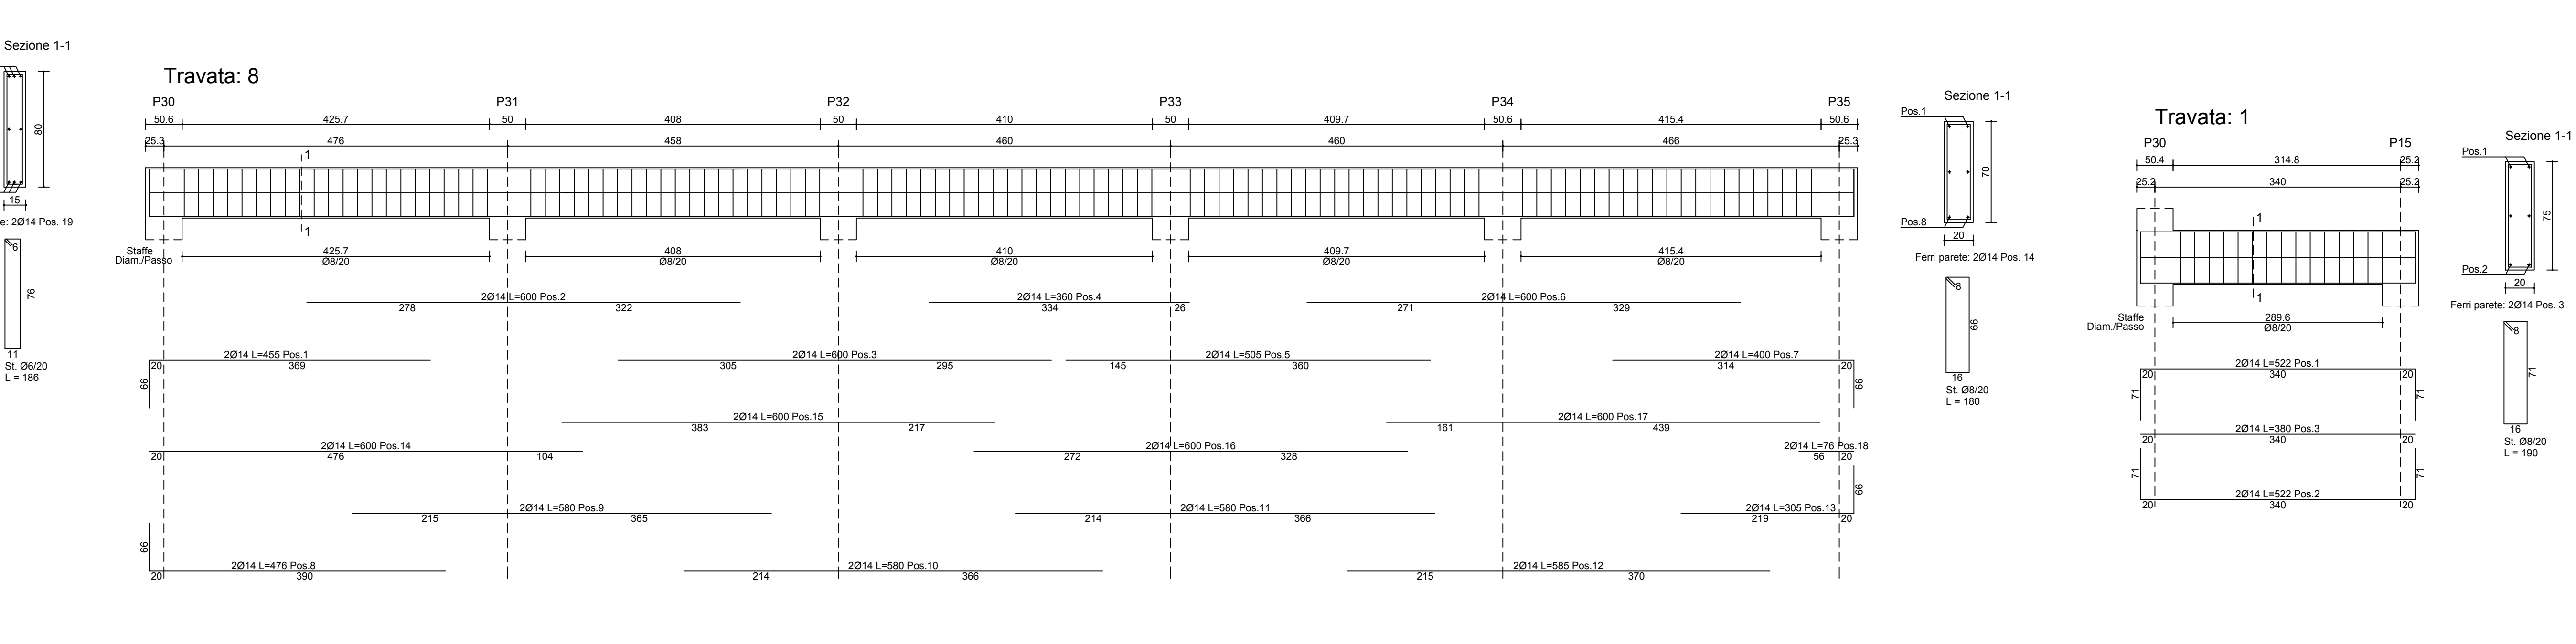 Sezione 1-1
80
15
e: 2Ø14 Pos. 19
6
76
11
St. Ø6/20
L = 186
Travata: 8
P30 P31 P32 P33 P34 P35
50.6 425.7 50 408 50 410 50 409.7 50.6 415.4 50.6
25.3 476 458 460 460 466 25.3
1
1
Staffe
Diam./Passo
425.7 408 410 409.7 415.4
Ø8/20 Ø8/20 Ø8/20 Ø8/20 Ø8/20
2Ø14 L=600 Pos.2 2Ø14 L=360 Pos.4 2Ø14 L=600 Pos.6
278 322 334 26 271 329
2Ø14 L=455 Pos.1 2Ø14 L=600 Pos.3 2Ø14 L=505 Pos.5 2Ø14 L=400 Pos.7
20 369 305 295 145 360 314 20
66 66
2Ø14 L=600 Pos.15 2Ø14 L=600 Pos.17
383 217 161 439
2Ø14 L=600 Pos.14 2Ø14 L=600 Pos.16 2Ø14 L=76 Pos.18
20 476 104 272 328 56 20
66
2Ø14 L=580 Pos.9 2Ø14 L=580 Pos.11 2Ø14 L=305 Pos.13
215 365 214 366 219 20
66
2Ø14 L=476 Pos.8 2Ø14 L=580 Pos.10 2Ø14 L=585 Pos.12
20 390 214 366 215 370
Sezione 1-1
Pos.1
70
Pos.8
20
Ferri parete: 2Ø14 Pos. 14
8
66
16
St. Ø8/20
L = 180
Travata: 1
P30 P15
50.4 314.8 25.2
25.2 340 25.2
1
1
Staffe
Diam./Passo
289.6
Ø8/20
2Ø14 L=522 Pos.1
20 340 20
71 71
2Ø14 L=380 Pos.3
20 340 20
71 71
2Ø14 L=522 Pos.2
20 340 20
Sezione 1-1
Pos.1
75
Pos.2
20
Ferri parete: 2Ø14 Pos. 3
8
71
16
St. Ø8/20
L = 190